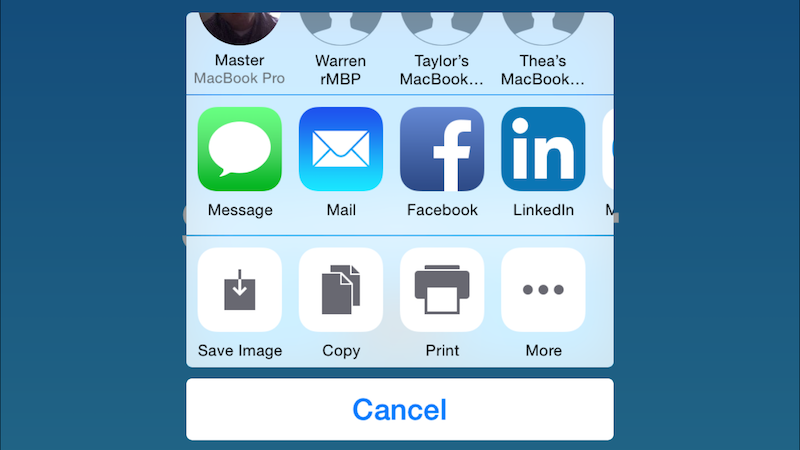 Master
MacBook Pro
Warren
rMBP
Taylor’s
MacBook…
Thea’s
MacBook…
f
in
Message
Mail
Facebook
LinkedIn
Save Image
Copy
Print
More
Cancel